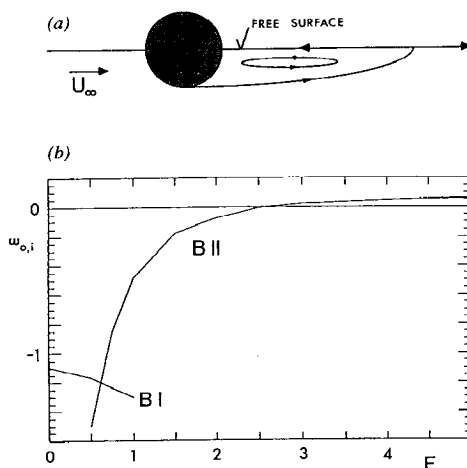 (a)
FREE SURFACE
U∞
(b)
0
ω₀,ᵢ
B II
-1
B I
0 1 2 3 4 F